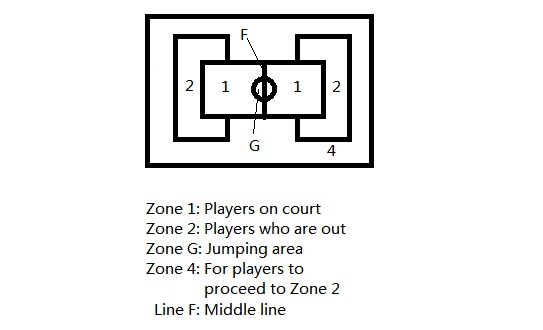 F
2 1 1 2
G
4
Zone 1: Players on court
Zone 2: Players who are out
Zone G: Jumping area
Zone 4: For players to
proceed to Zone 2
Line F: Middle line